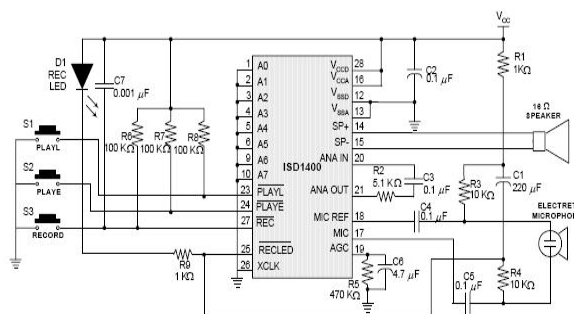 V CC
D1
REC
LED
C7
0.001 µF
S1
PLAYL
S2
PLAYE
S3
RECORD
R6
100 KΩ
R7
100 KΩ
R8
100 KΩ
R9
1 KΩ
1 A0
2 A1
3 A2
4 A3
5 A4
6 A5
9 A6
10 A7
23 PLAYL
24 PLAYE
27 REC
25 RECLED
26 XCLK
ISD1400
V CCD 28
V CCA 16
V SSD 12
V SSA 13
SP+ 14
SP- 15
ANA IN 20
ANA OUT 21
MIC REF 18
MIC 17
AGC 19
C2
0.1 µF
R1
1KΩ
16 Ω
SPEAKER
R2
5.1 KΩ
C3
0.1 µF
R3
10 KΩ
C1
220 µF
C4
0.1 µF
ELECTRET
MICROPHO
C6
4.7 µF
R5
470 KΩ
C5
0.1 µF
R4
10 KΩ